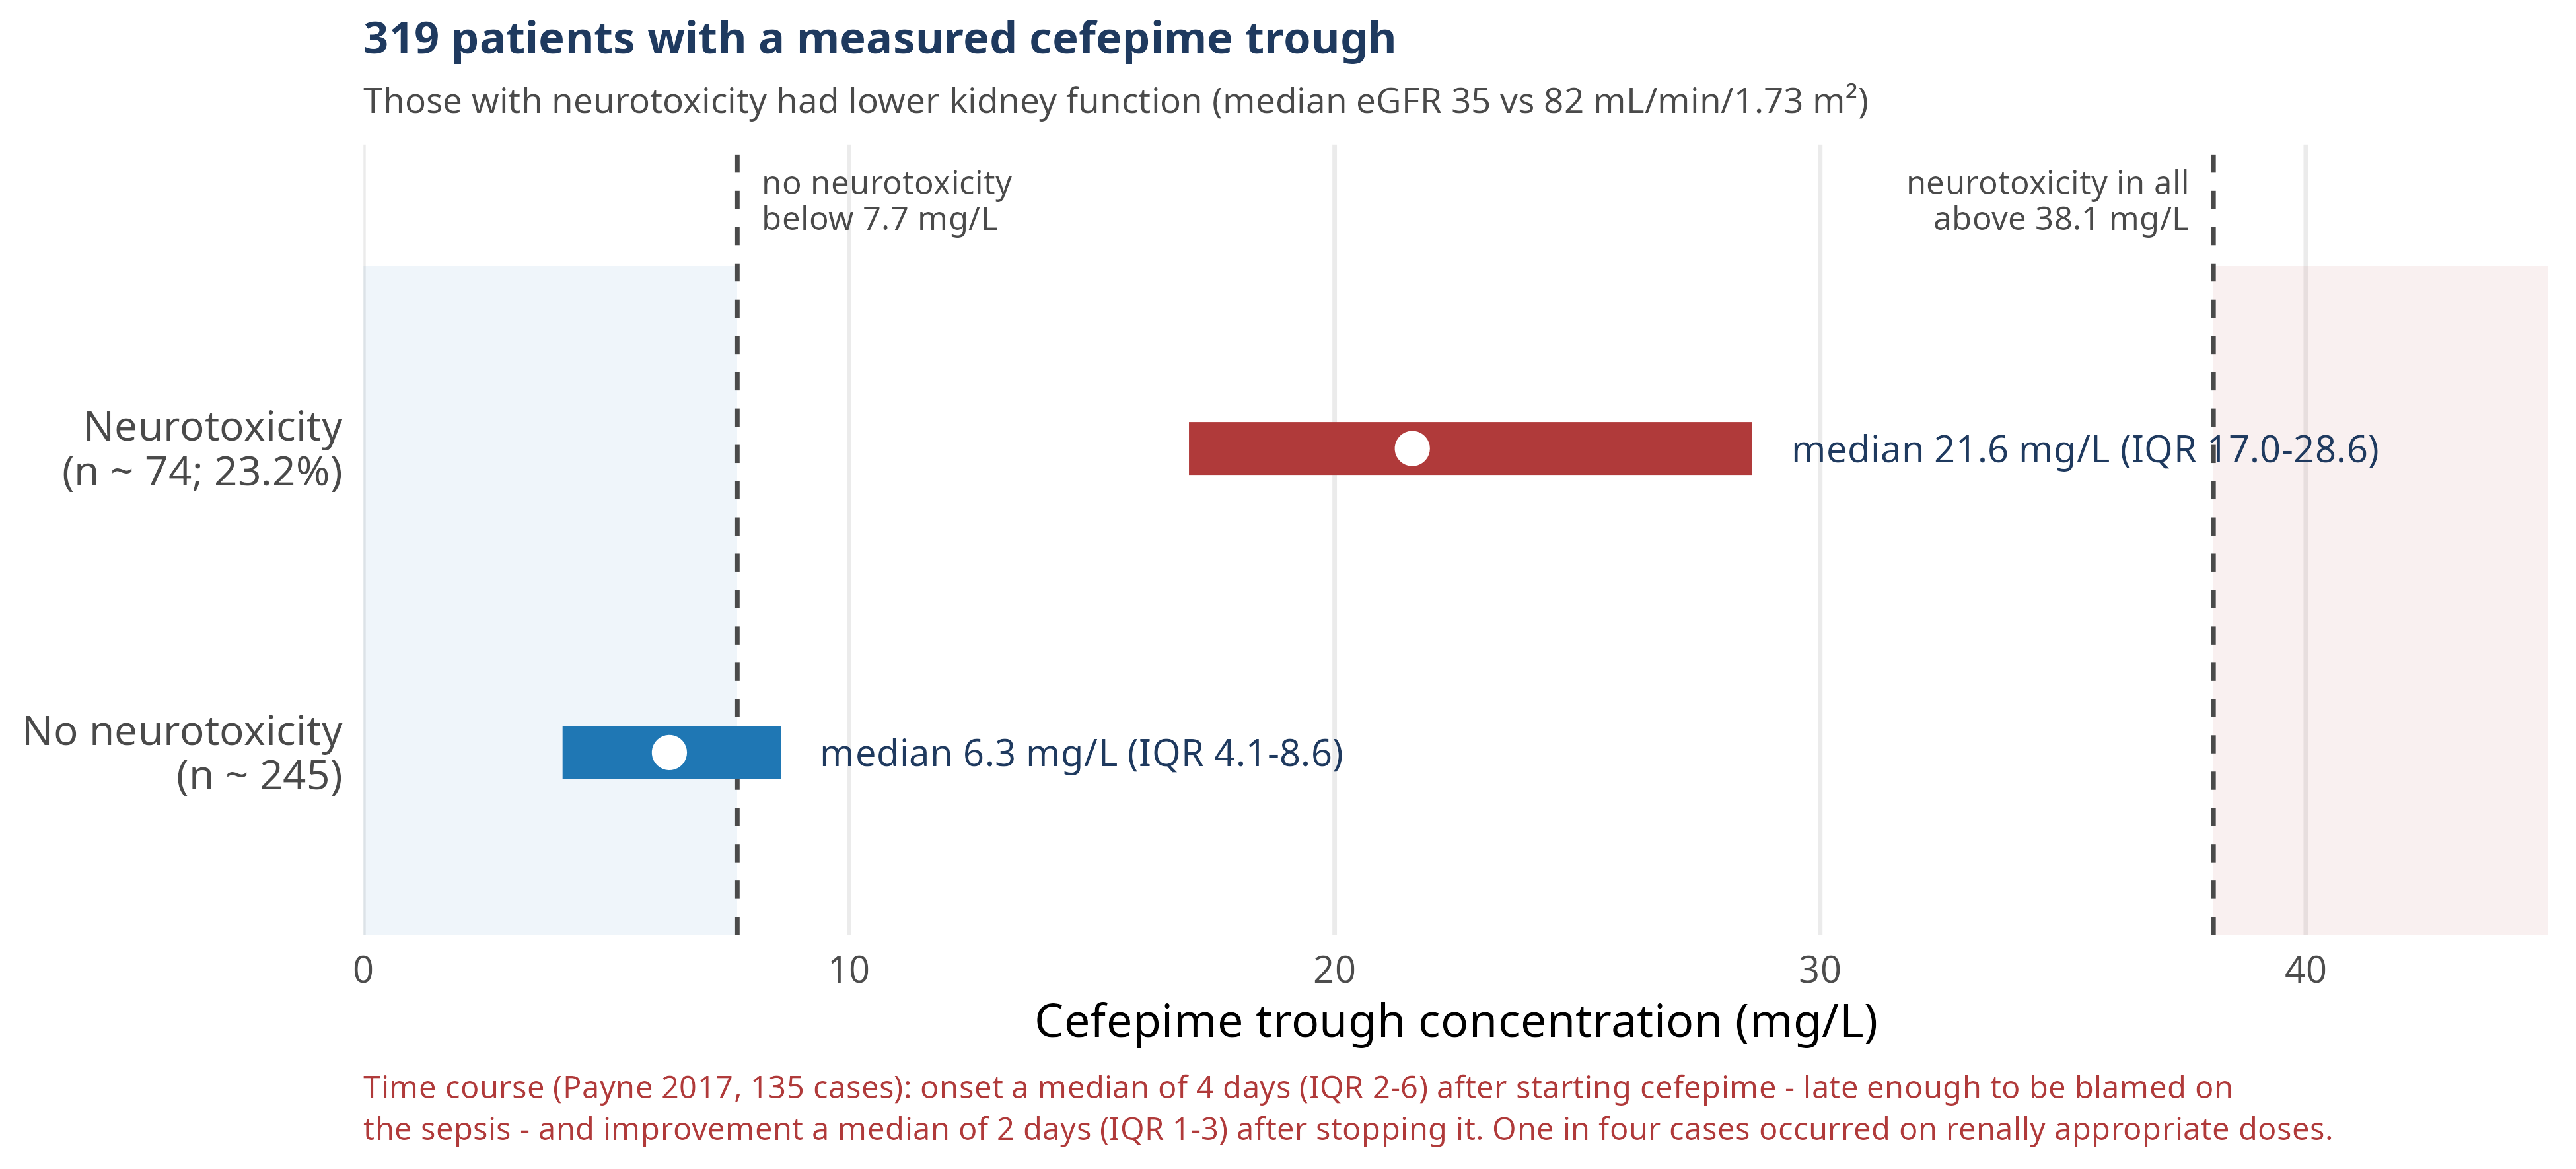 319 patients with a measured cefepime trough
Those with neurotoxicity had lower kidney function (median eGFR 35 vs 82 mL/min/1.73 m²)
no neurotoxicity
below 7.7 mg/L
neurotoxicity in all
above 38.1 mg/L
Neurotoxicity
(n ~ 74; 23.2%)
median 21.6 mg/L (IQR 17.0-28.6)
No neurotoxicity
(n ~ 245)
median 6.3 mg/L (IQR 4.1-8.6)
0 10 20 30 40
Cefepime trough concentration (mg/L)
Time course (Payne 2017, 135 cases): onset a median of 4 days (IQR 2-6) after starting cefepime - late enough to be blamed on
the sepsis - and improvement a median of 2 days (IQR 1-3) after stopping it. One in four cases occurred on renally appropriate doses.